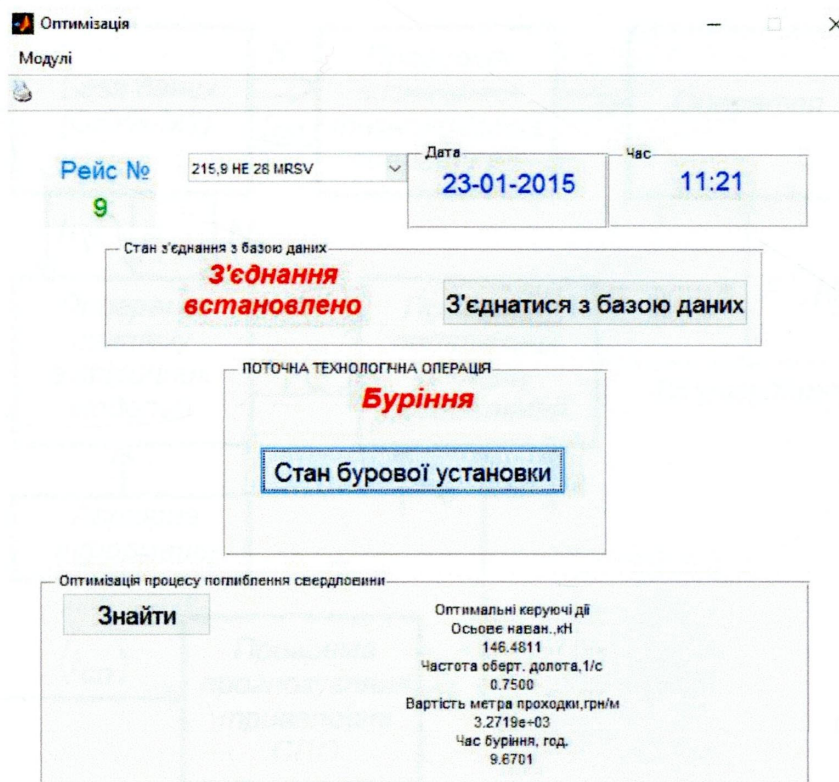 Оптимізація
Модулі
Рейс №
9
215,9 НЕ 28 MRSV
Дата
23-01-2015
Час
11:21
Стан з'єднання з базою даних
З'єднання
встановлено
З'єднатися з базою даних
ПОТОЧНА ТЕХНОЛОГІЧНА ОПЕРАЦІЯ
Буріння
Стан бурової установки
Оптимізація процесу поглиблення свердловини
Знайти
Оптимальні керуючі дії
Осьове наван.,кН
146.4811
Частота оберт. долота,1/с
0.7500
Вартість метра проходки,грн/м
3.2719e+03
Час буріння, год.
9.6701